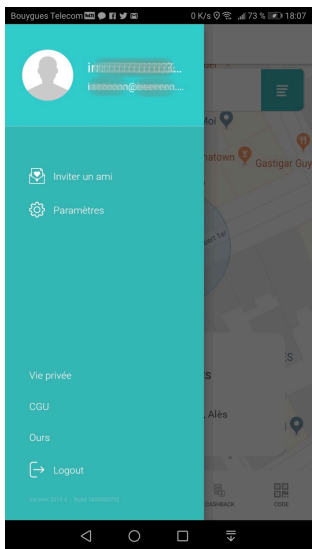 Bouygues Telecom
0 K/s 73 % 18:07
Moi
Gastigar Guy
Inviter un ami
Paramètres
Vie privée
CGU
, Alès
Ours
Logout
CASHBACK
CODE